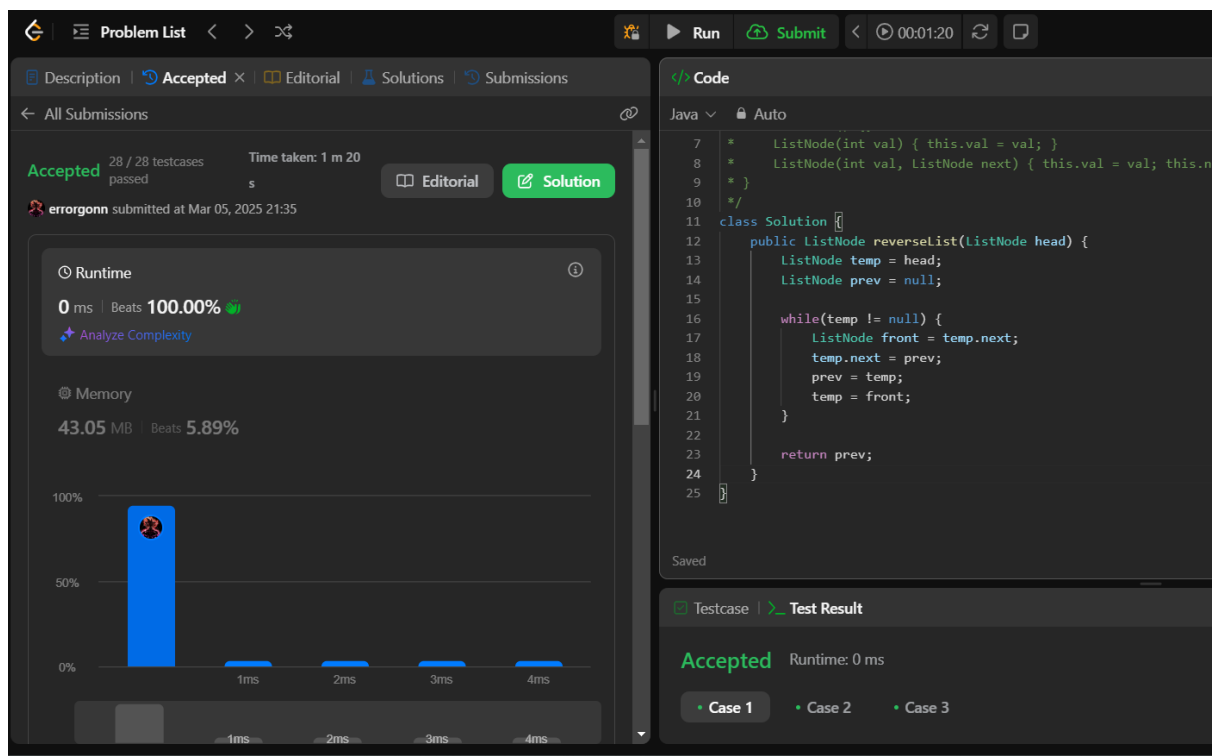 Problem List
Run
Submit
00:01:20
Description
Accepted
Editorial
Solutions
Submissions
All Submissions
Accepted
28 / 28 testcases
passed
Time taken: 1 m 20
s
Editorial
Solution
errorgonn submitted at Mar 05, 2025 21:35
Runtime
0 ms
Beats 100.00%
Analyze Complexity
Memory
43.05 MB
Beats 5.89%
100%
50%
0%
1ms 2ms 3ms 4ms
1ms 2ms 3ms 4ms
</> Code
Java
Auto
7 * ListNode(int val) { this.val = val; }
8 * ListNode(int val, ListNode next) { this.val = val; this.n
9 * }
10 */
11 class Solution {
12 public ListNode reverseList(ListNode head) {
13 ListNode temp = head;
14 ListNode prev = null;
15
16 while(temp != null) {
17 ListNode front = temp.next;
18 temp.next = prev;
19 prev = temp;
20 temp = front;
21 }
22
23 return prev;
24 }
25 }
Saved
Testcase
>_ Test Result
Accepted
Runtime: 0 ms
• Case 1
• Case 2
• Case 3